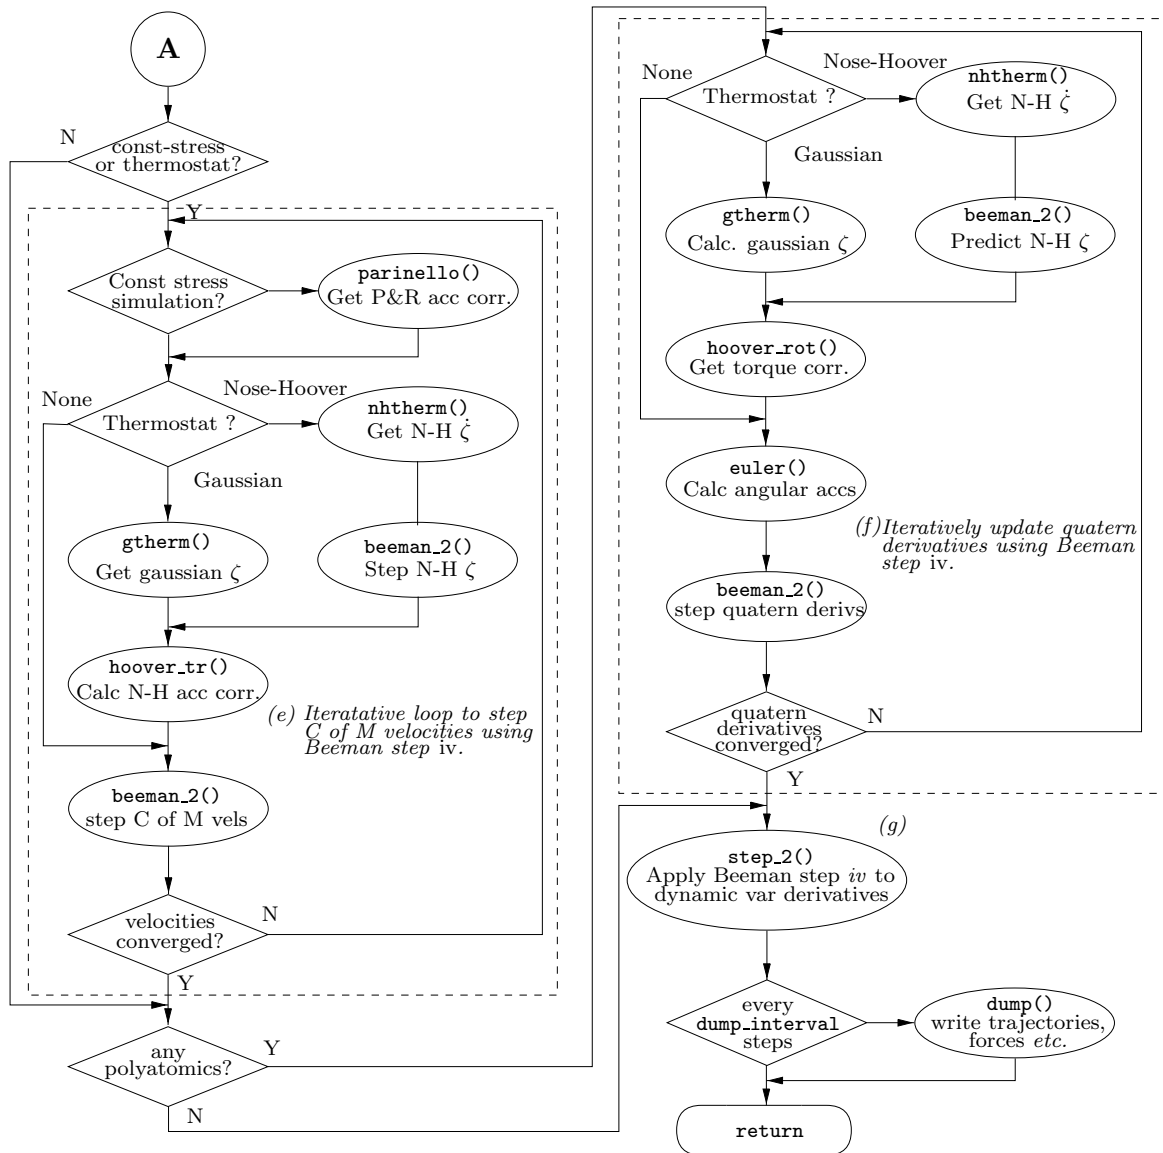 A
N
const-stress
or thermostat?
Y
Const stress
simulation?
parinello()
Get P&R acc corr.
None
Nose-Hoover
Thermostat ?
nhtherm()
Get N-H ζ̇
Gaussian
gtherm()
Get gaussian ζ
beeman_2()
Step N-H ζ
hoover_tr()
Calc N-H acc corr.
(e) Iteratative loop to step
C of M velocities using
Beeman step iv.
beeman_2()
step C of M vels
velocities
converged?
N
Y
any
polyatomics?
Y
N
None
Nose-Hoover
Thermostat ?
nhtherm()
Get N-H ζ̇
Gaussian
gtherm()
Calc. gaussian ζ
beeman_2()
Predict N-H ζ
hoover_rot()
Get torque corr.
euler()
Calc angular accs
(f) Iteratively update quatern
derivatives using Beeman
step iv.
beeman_2()
step quatern derivs
quatern
derivatives
converged?
N
Y
(g)
step_2()
Apply Beeman step iv to
dynamic var derivatives
every
dump_interval
steps
dump()
write trajectories,
forces etc.
return